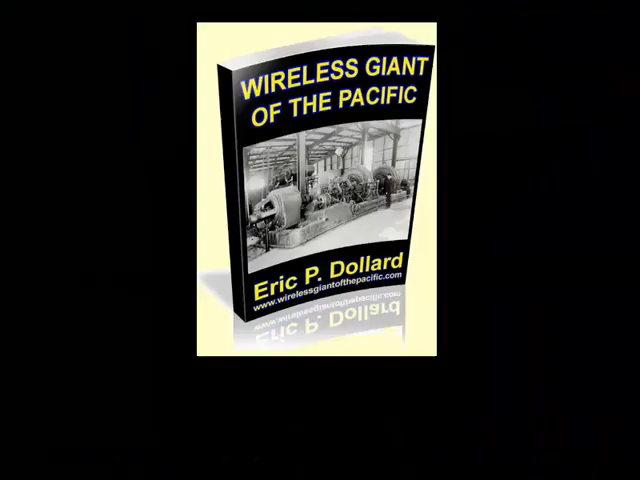 WIRELESS GIANT
OF THE PACIFIC
Eric P. Dollard
www.wirelessgiantofthepacific.com